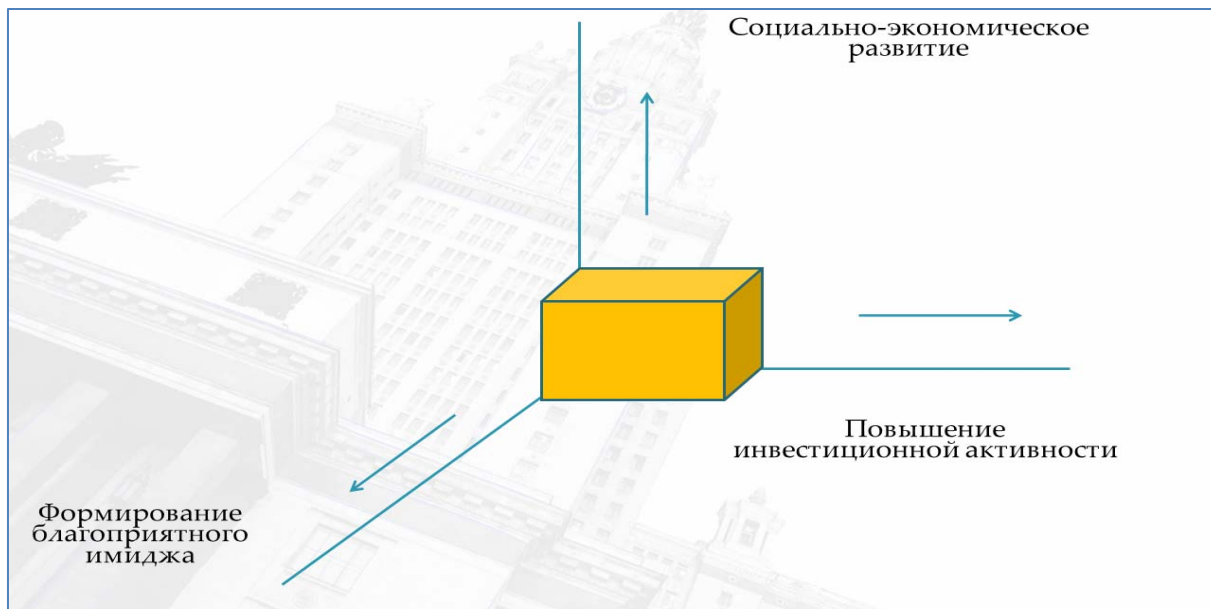 Социально-экономическое
развитие
Повышение
инвестиционной активности
Формирование
благоприятного
имиджа